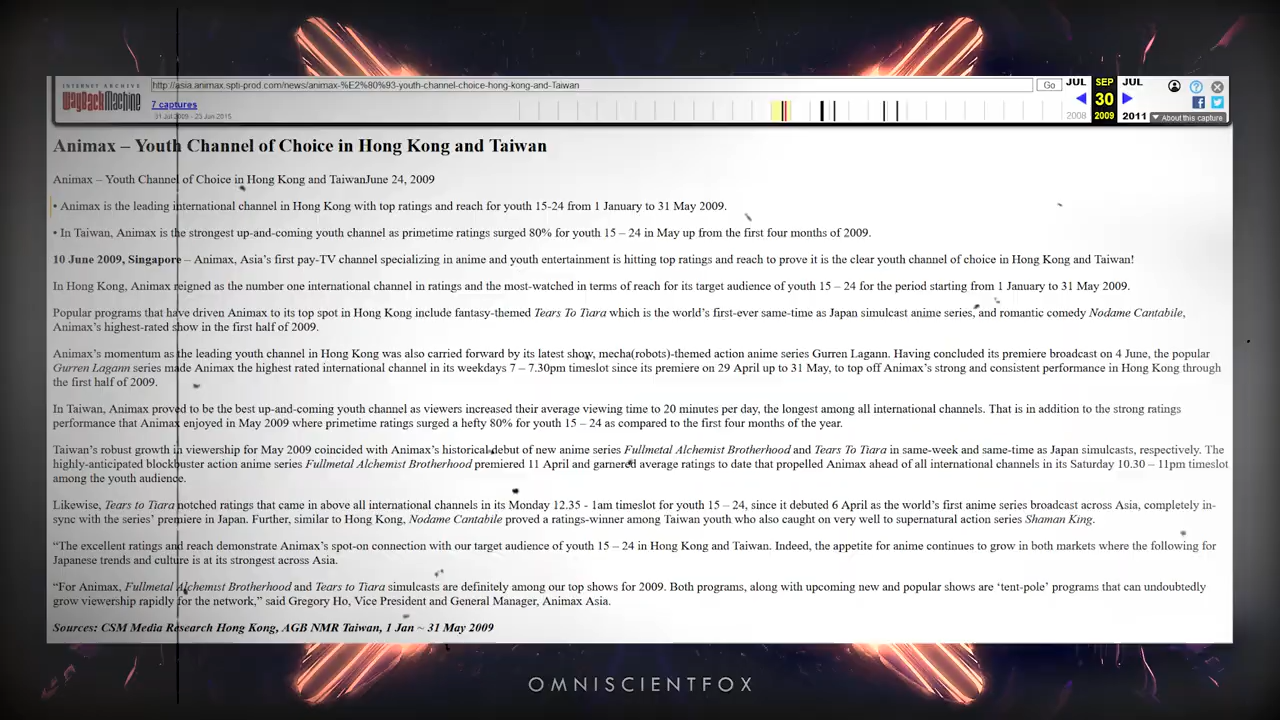 INTERNET ARCHIVE
WayBackMachine
http://asia.animax.spti-prod.com/news/animax-%E2%80%93-youth-channel-choice-hong-kong-and-Taiwan
Go
JUL SEP JUL
30
2008 2009 2011
7 captures
31 Jul 2009 - 23 Jan 2015
About this capture
Animax – Youth Channel of Choice in Hong Kong and Taiwan
Animax – Youth Channel of Choice in Hong Kong and TaiwanJune 24, 2009
• Animax is the leading international channel in Hong Kong with top ratings and reach for youth 15-24 from 1 January to 31 May 2009.
• In Taiwan, Animax is the strongest up-and-coming youth channel as primetime ratings surged 80% for youth 15 – 24 in May up from the first four months of 2009.
10 June 2009, Singapore – Animax, Asia's first pay-TV channel specializing in anime and youth entertainment is hitting top ratings and reach to prove it is the clear youth channel of choice in Hong Kong and Taiwan!
In Hong Kong, Animax reigned as the number one international channel in ratings and the most-watched in terms of reach for its target audience of youth 15 – 24 for the period starting from 1 January to 31 May 2009.
Popular programs that have driven Animax to its top spot in Hong Kong include fantasy-themed Tears To Tiara which is the world's first-ever same-time as Japan simulcast anime series, and romantic comedy Nodame Cantabile,
Animax's highest-rated show in the first half of 2009.
Animax's momentum as the leading youth channel in Hong Kong was also carried forward by its latest show, mecha(robots)-themed action anime series Gurren Lagann. Having concluded its premiere broadcast on 4 June, the popular
Gurren Lagann series made Animax the highest rated international channel in its weekdays 7 – 7.30pm timeslot since its premiere on 29 April up to 31 May, to top off Animax's strong and consistent performance in Hong Kong through
the first half of 2009.
In Taiwan, Animax proved to be the best up-and-coming youth channel as viewers increased their average viewing time to 20 minutes per day, the longest among all international channels. That is in addition to the strong ratings
performance that Animax enjoyed in May 2009 where primetime ratings surged a hefty 80% for youth 15 – 24 as compared to the first four months of the year.
Taiwan's robust growth in viewership for May 2009 coincided with Animax's historical debut of new anime series Fullmetal Alchemist Brotherhood and Tears To Tiara in same-week and same-time as Japan simulcasts, respectively. The
highly-anticipated blockbuster action anime series Fullmetal Alchemist Brotherhood premiered 11 April and garnered average ratings to date that propelled Animax ahead of all international channels in its Saturday 10.30 – 11pm timeslot
among the youth audience.
Likewise, Tears to Tiara notched ratings that came in above all international channels in its Monday 12.35 - 1am timeslot for youth 15 – 24, since it debuted 6 April as the world's first anime series broadcast across Asia, completely in-
sync with the series' premiere in Japan. Further, similar to Hong Kong, Nodame Cantabile proved a ratings-winner among Taiwan youth who also caught on very well to supernatural action series Shaman King.
“The excellent ratings and reach demonstrate Animax's spot-on connection with our target audience of youth 15 – 24 in Hong Kong and Taiwan. Indeed, the appetite for anime continues to grow in both markets where the following for
Japanese trends and culture is at its strongest across Asia.
“For Animax, Fullmetal Alchemist Brotherhood and Tears to Tiara simulcasts are definitely among our top shows for 2009. Both programs, along with upcoming new and popular shows are ‘tent-pole’ programs that can undoubtedly
grow viewership rapidly for the network,” said Gregory Ho, Vice President and General Manager, Animax Asia.
Sources: CSM Media Research Hong Kong, AGB NMR Taiwan, 1 Jan ~ 31 May 2009
OMNISCIENTFOX